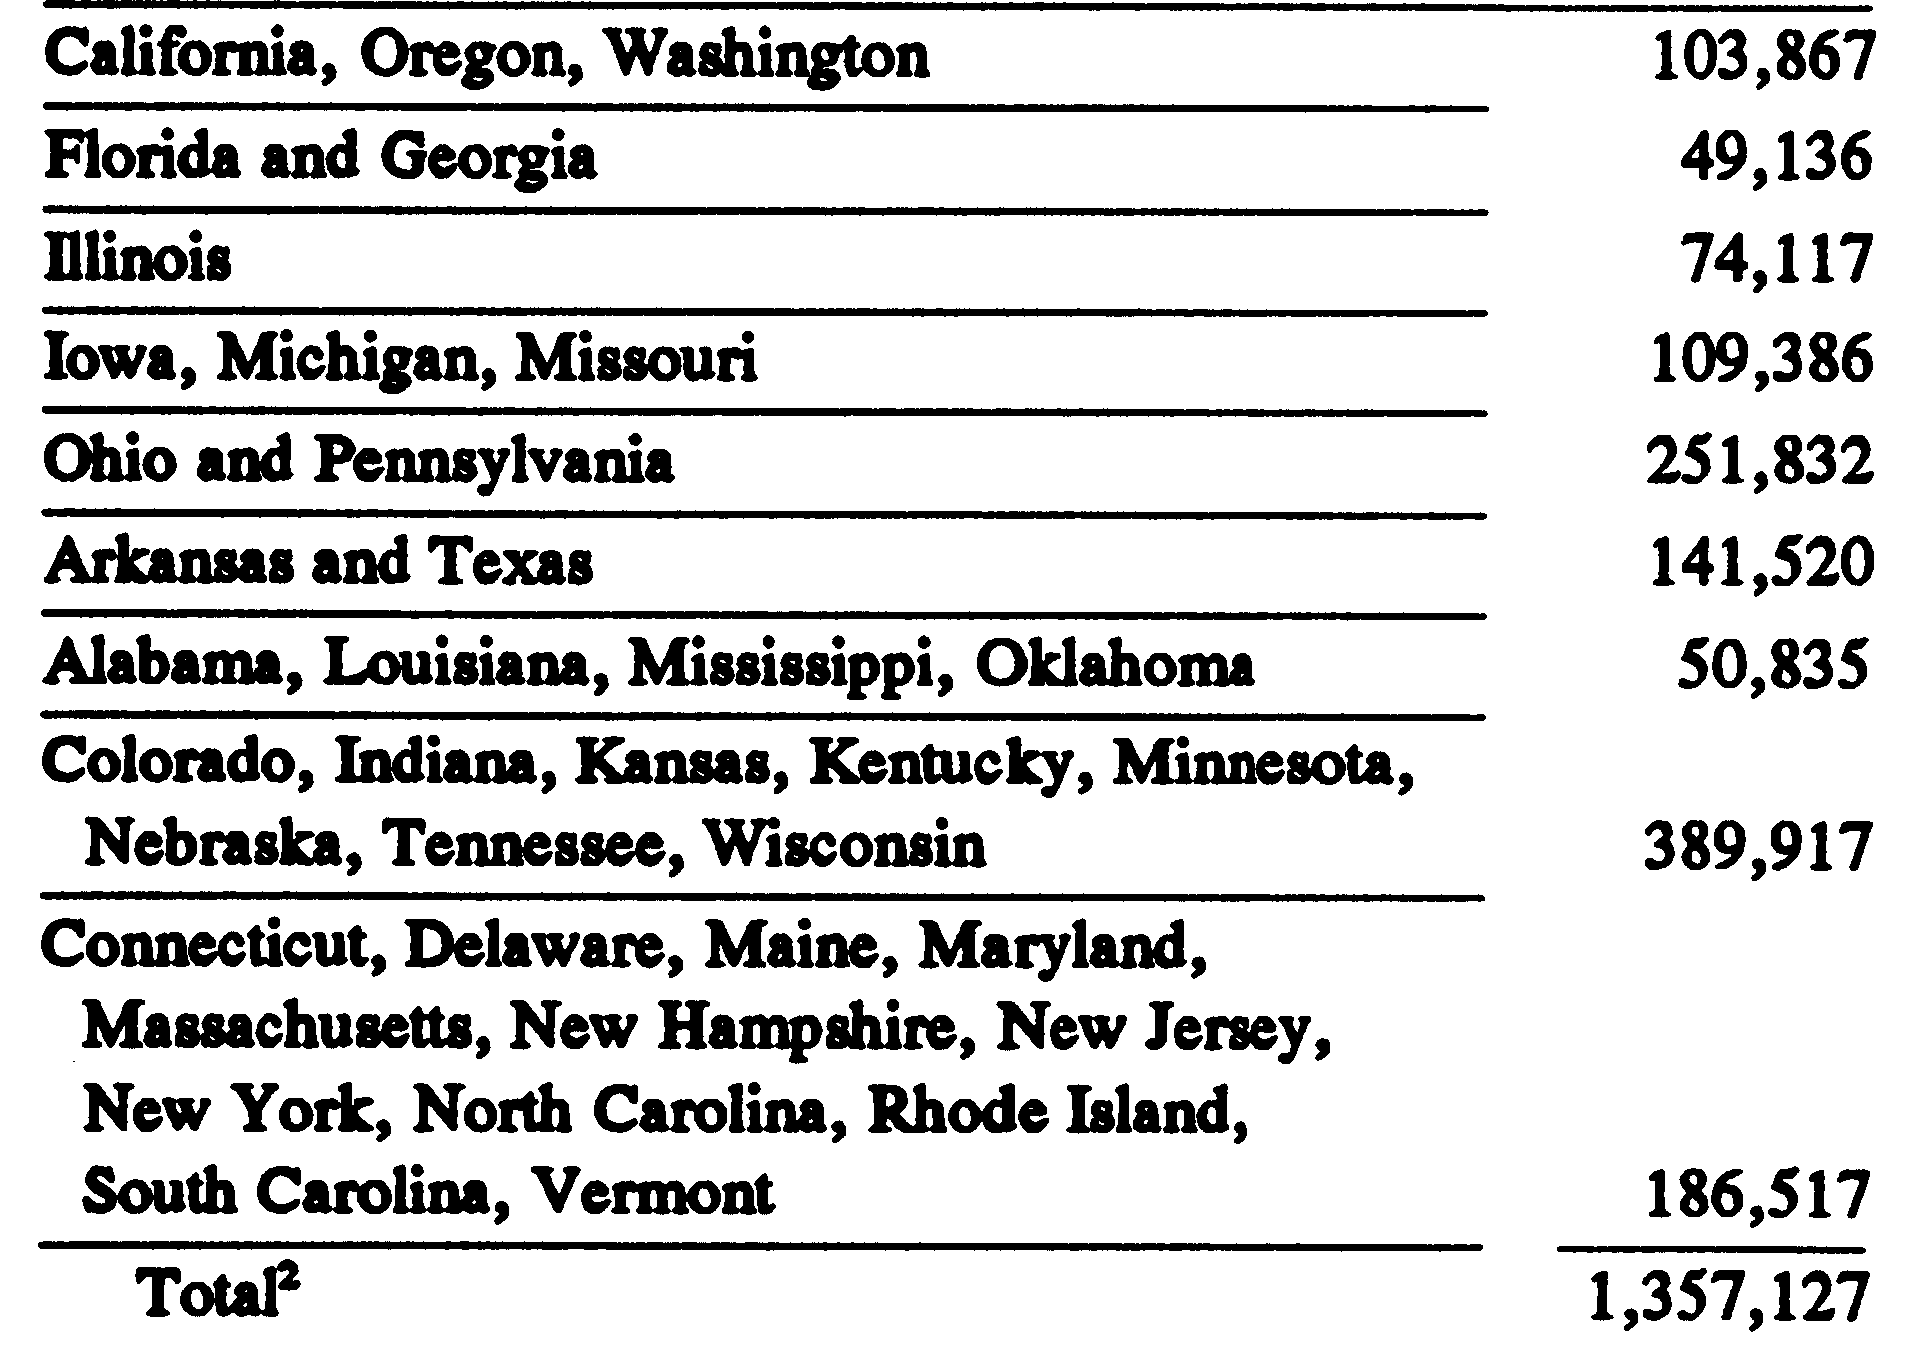 California, Oregon, Washington 103,867
Florida and Georgia 49,136
Illinois 74,117
Iowa, Michigan, Missouri 109,386
Ohio and Pennsylvania 251,832
Arkansas and Texas 141,520
Alabama, Louisiana, Mississippi, Oklahoma 50,835
Colorado, Indiana, Kansas, Kentucky, Minnesota,
Nebraska, Tennessee, Wisconsin 389,917
Connecticut, Delaware, Maine, Maryland,
Massachusetts, New Hampshire, New Jersey,
New York, North Carolina, Rhode Island,
South Carolina, Vermont 186,517
Total² 1,357,127